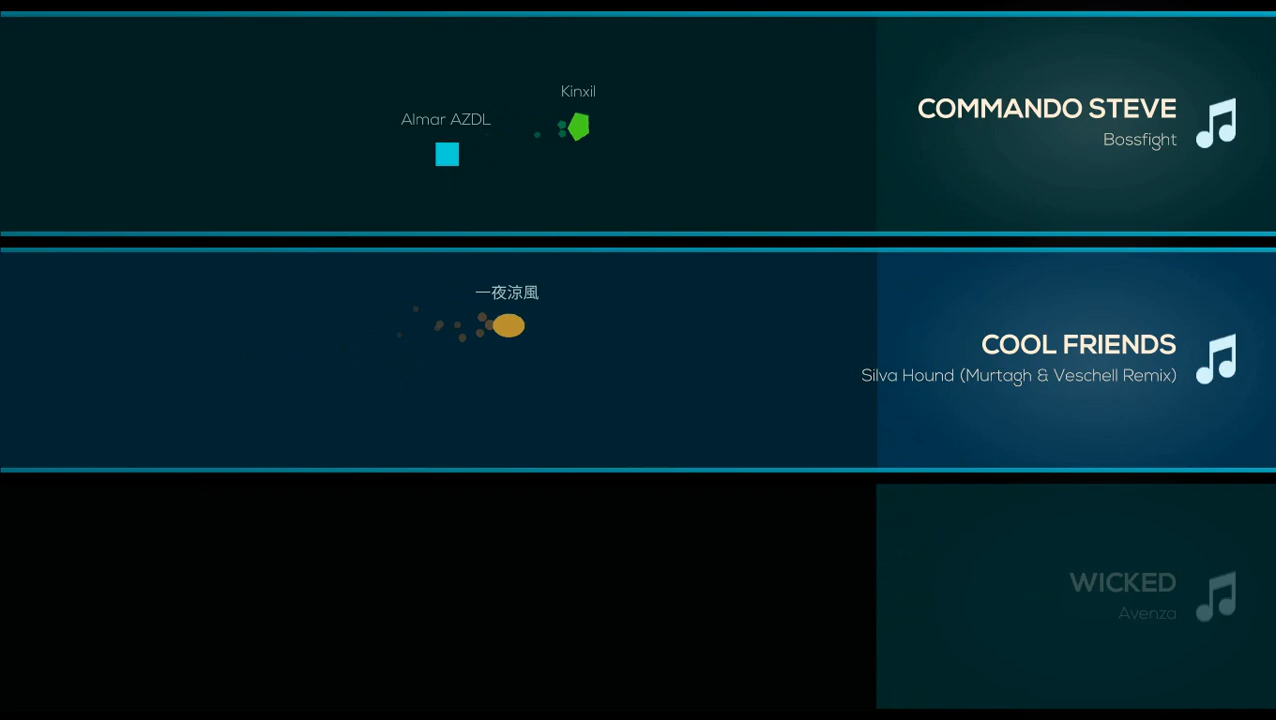 Kinxil
Almar AZDL
COMMANDO STEVE
Bossfight
一夜涼風
COOL FRIENDS
Silva Hound (Murtagh & Veschell Remix)
WICKED
Avenza